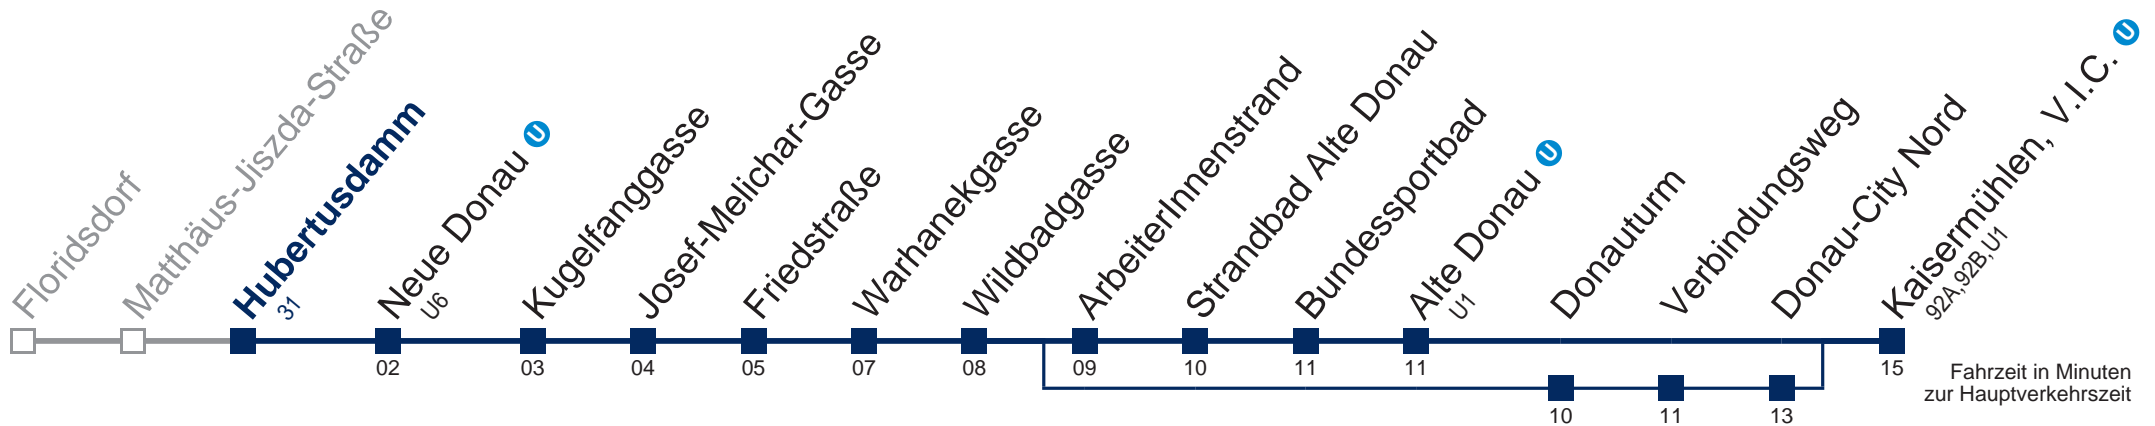 Floridsdorf
Matthäus-Jiszda-Straße
Hubertusdamm
31
Neue Donau U
U6
Kugelfanggasse
Josef-Melichar-Gasse
Friedstraße
Warhanekgasse
Wildbadgasse
ArbeiterInnenstrand
Strandbad Alte Donau
Bundessportbad
Alte Donau U
U1
Donauturm
Verbindungsweg
Donau-City Nord
Kaisermühlen, V.I.C. U
92A,92B,U1
02 03 04 05 07 08 09 10 11 11 15
10 11 13
Fahrzeit in Minuten
zur Hauptverkehrszeit